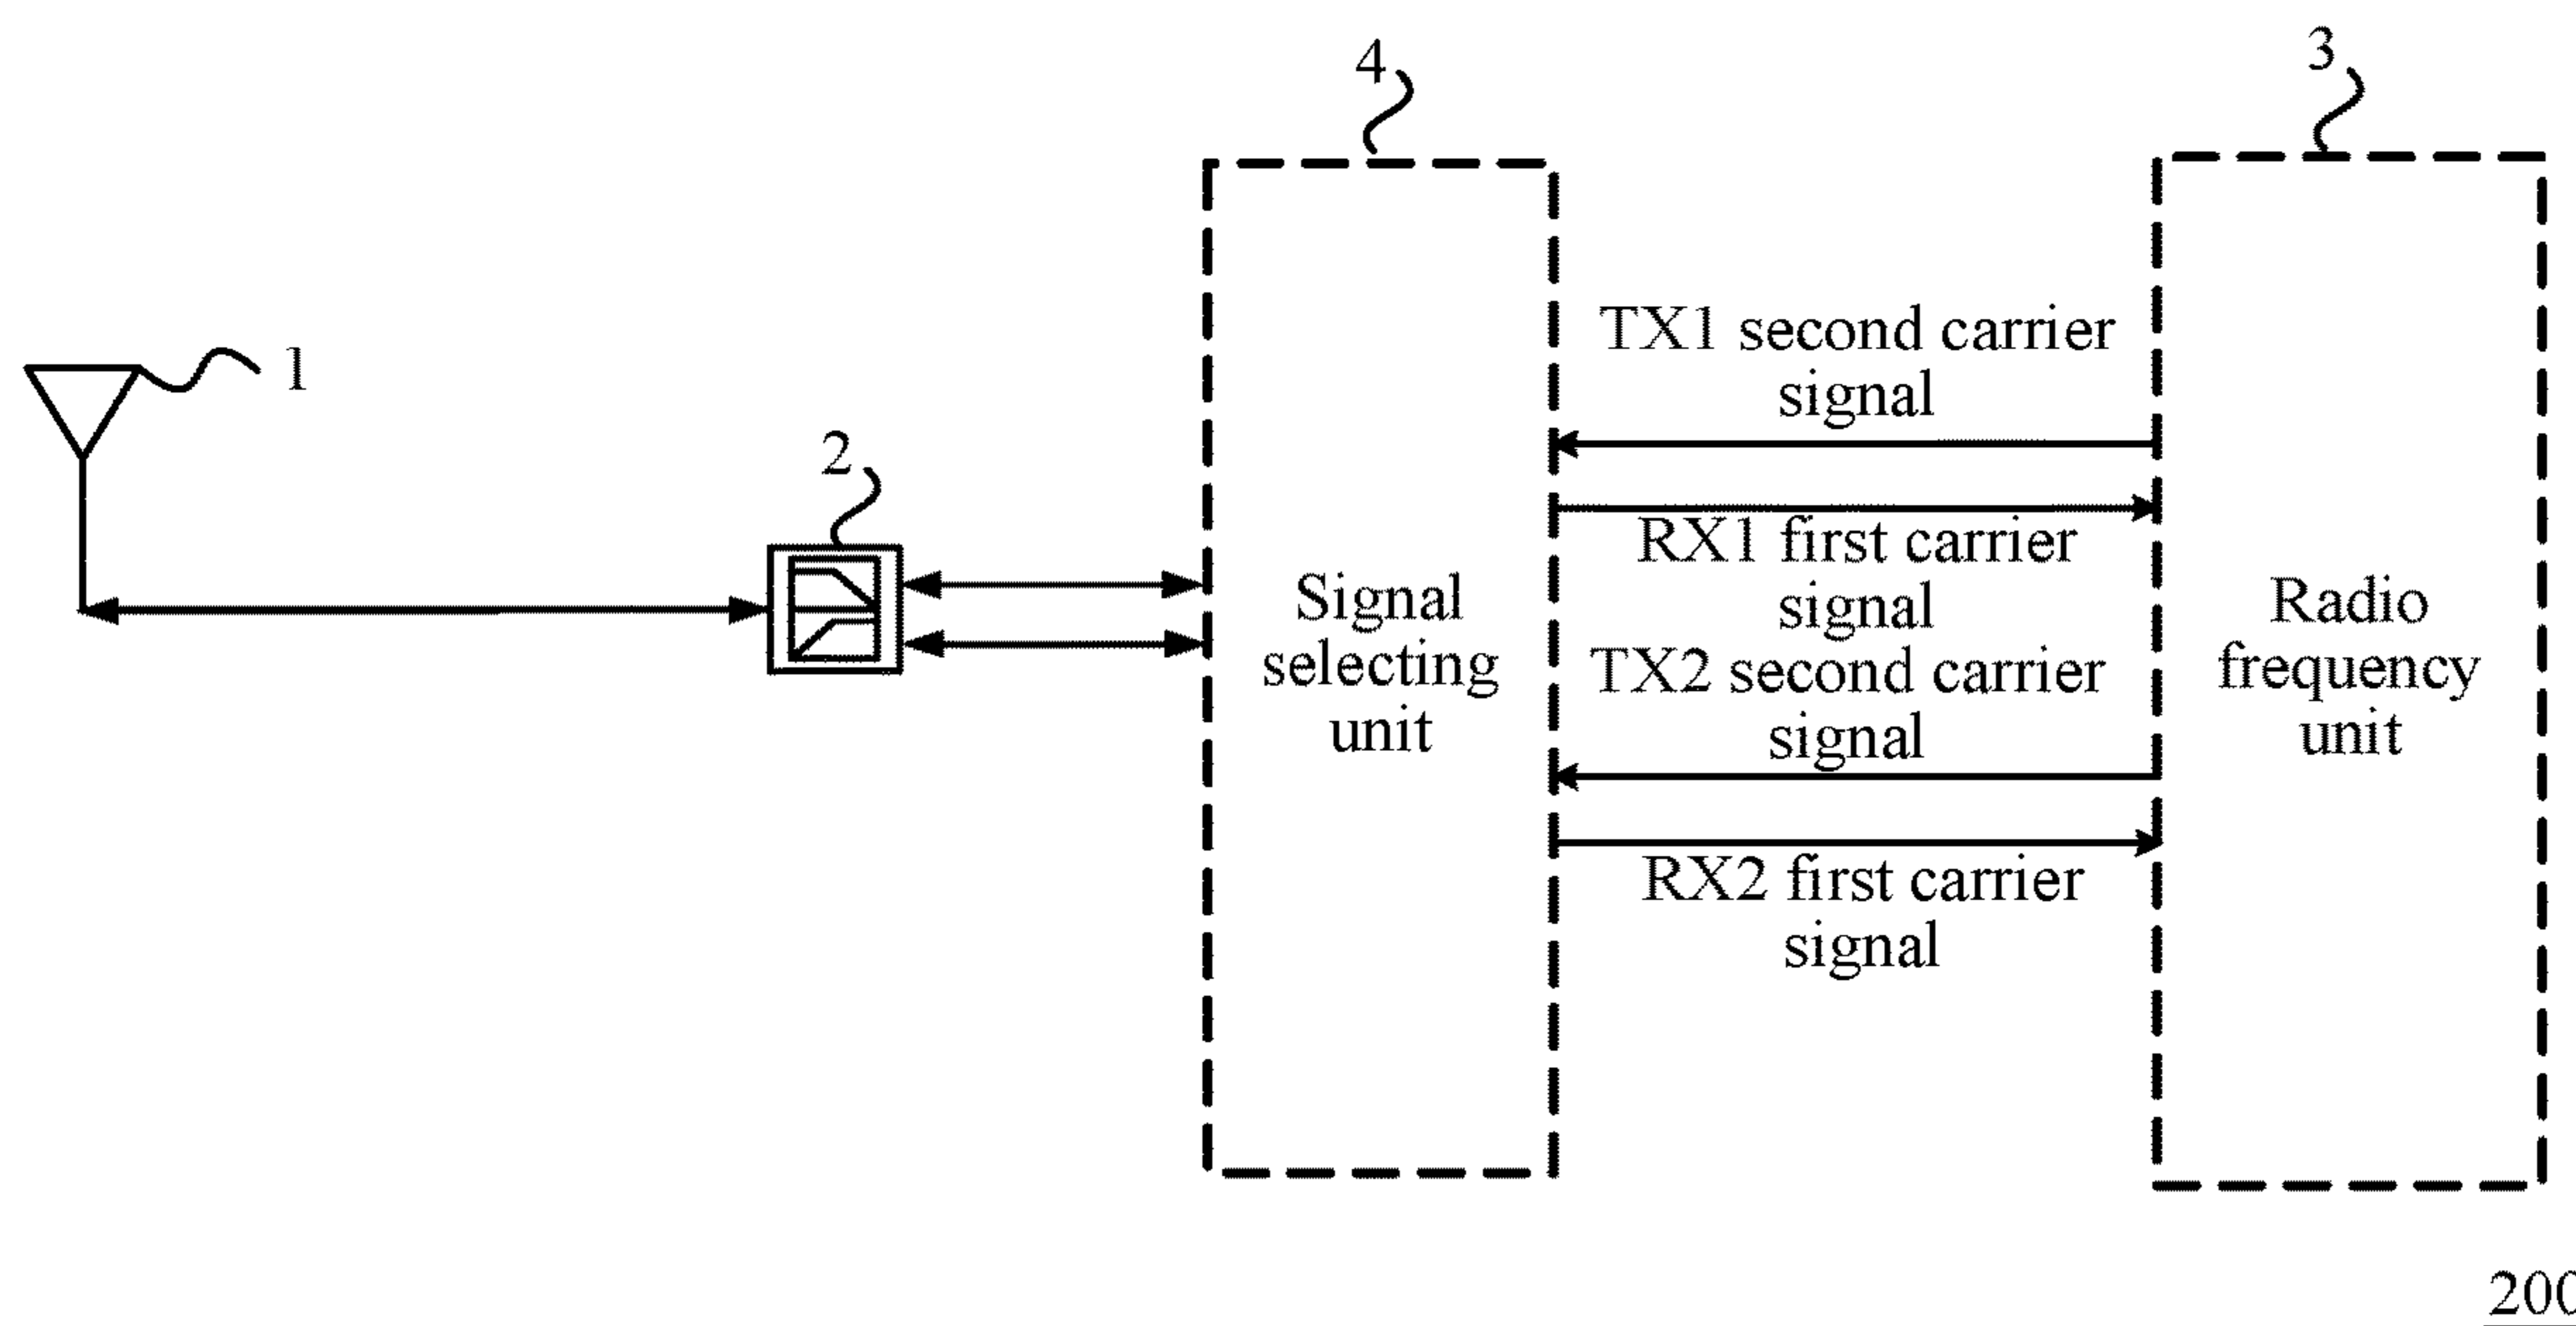 4
3
1
2
TX1 second carrier
signal
RX1 first carrier
signal
TX2 second carrier
signal
RX2 first carrier
signal
Signal
selecting
unit
Radio
frequency
unit
200